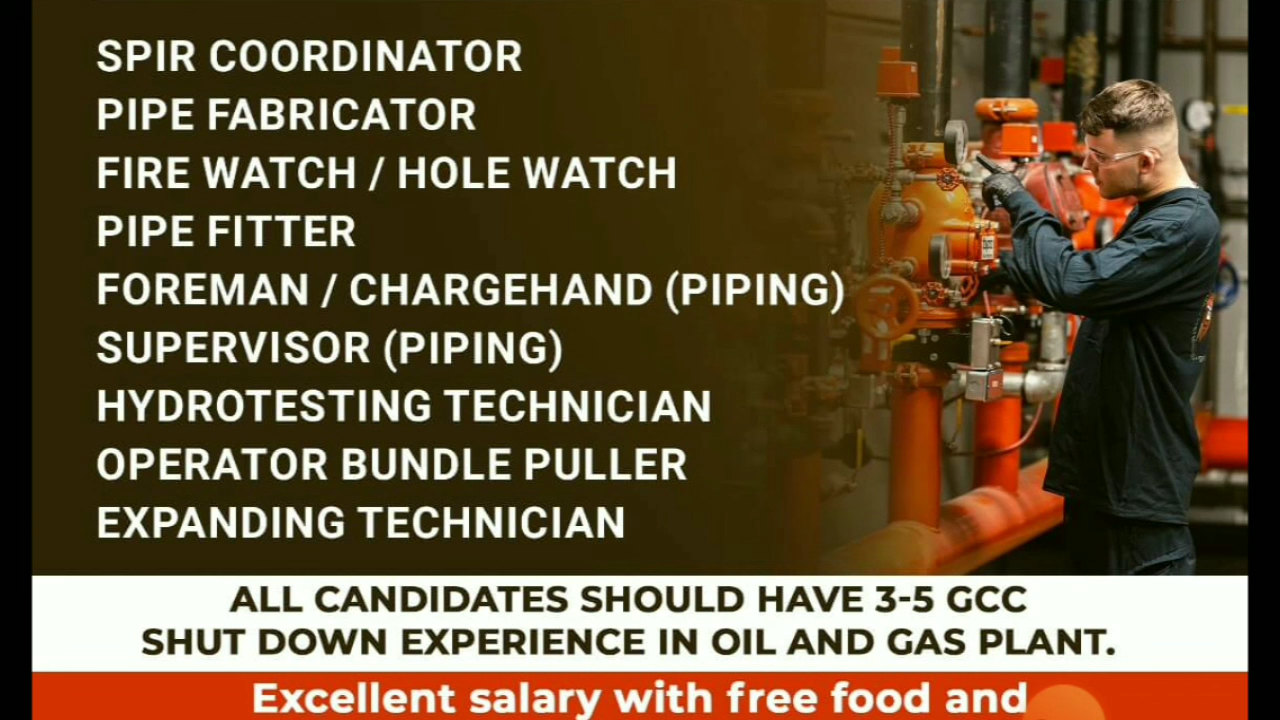 SPIR COORDINATOR
PIPE FABRICATOR
FIRE WATCH / HOLE WATCH
PIPE FITTER
FOREMAN / CHARGEHAND (PIPING)
SUPERVISOR (PIPING)
HYDROTESTING TECHNICIAN
OPERATOR BUNDLE PULLER
EXPANDING TECHNICIAN
ALL CANDIDATES SHOULD HAVE 3-5 GCC
SHUT DOWN EXPERIENCE IN OIL AND GAS PLANT.
Excellent salary with free food and